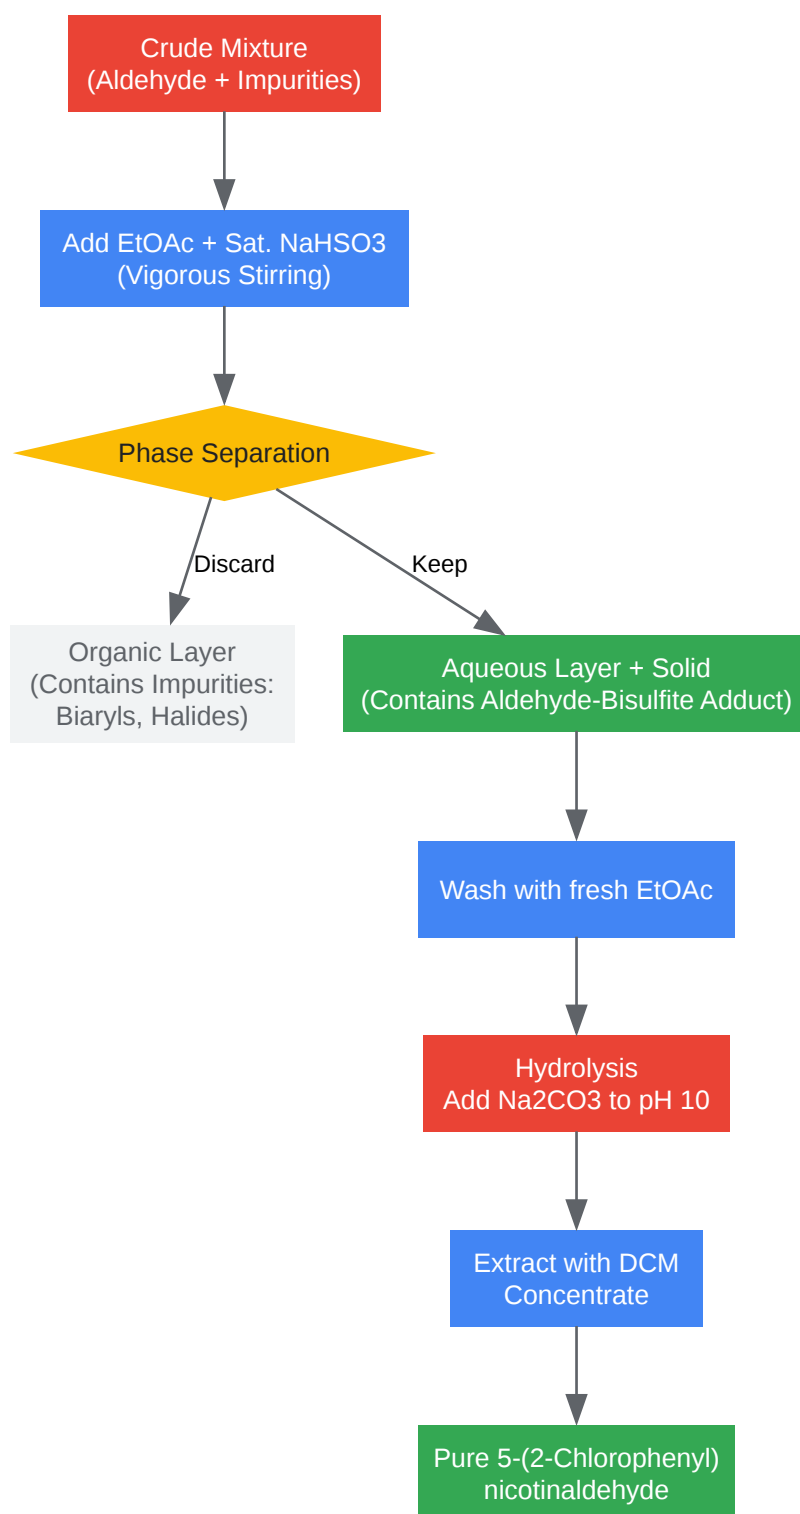 Crude Mixture
(Aldehyde + Impurities)
Add EtOAc + Sat. NaHSO3
(Vigorous Stirring)
Phase Separation
Discard
Keep
Organic Layer
(Contains Impurities:
Biaryls, Halides)
Aqueous Layer + Solid
(Contains Aldehyde-Bisulfite Adduct)
Wash with fresh EtOAc
Hydrolysis
Add Na2CO3 to pH 10
Extract with DCM
Concentrate
Pure 5-(2-Chlorophenyl)
nicotinaldehyde